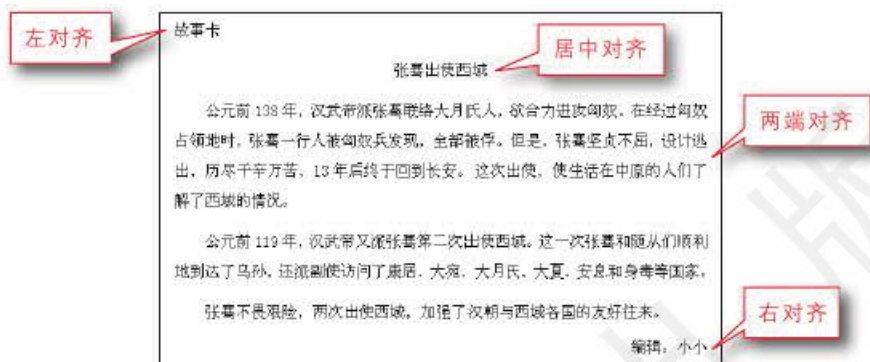 左对齐
故事卡
居中对齐
张骞出使西域
公元前 138 年，汉武帝派张骞联络大月氏人，欲合力进攻匈奴，在经过匈奴
两端对齐
占领地时，张骞一行人被匈奴兵发现，全部被俘。但是，张骞坚贞不屈，设计逃
出，历尽千辛万苦，13 年后终于回到长安。这次出使，使生活在中原的人们了
解了西域的情况。
公元前 119 年，汉武帝又派张骞第二次出使西域。这一次张骞和随从们顺利
地到达了乌孙，还派副使访问了康居、大宛、大月氏、大夏、安息和身毒等国家。
张骞不畏艰险，两次出使西域，加强了汉朝与西域各国的友好往来。
右对齐
编辑：小小
版